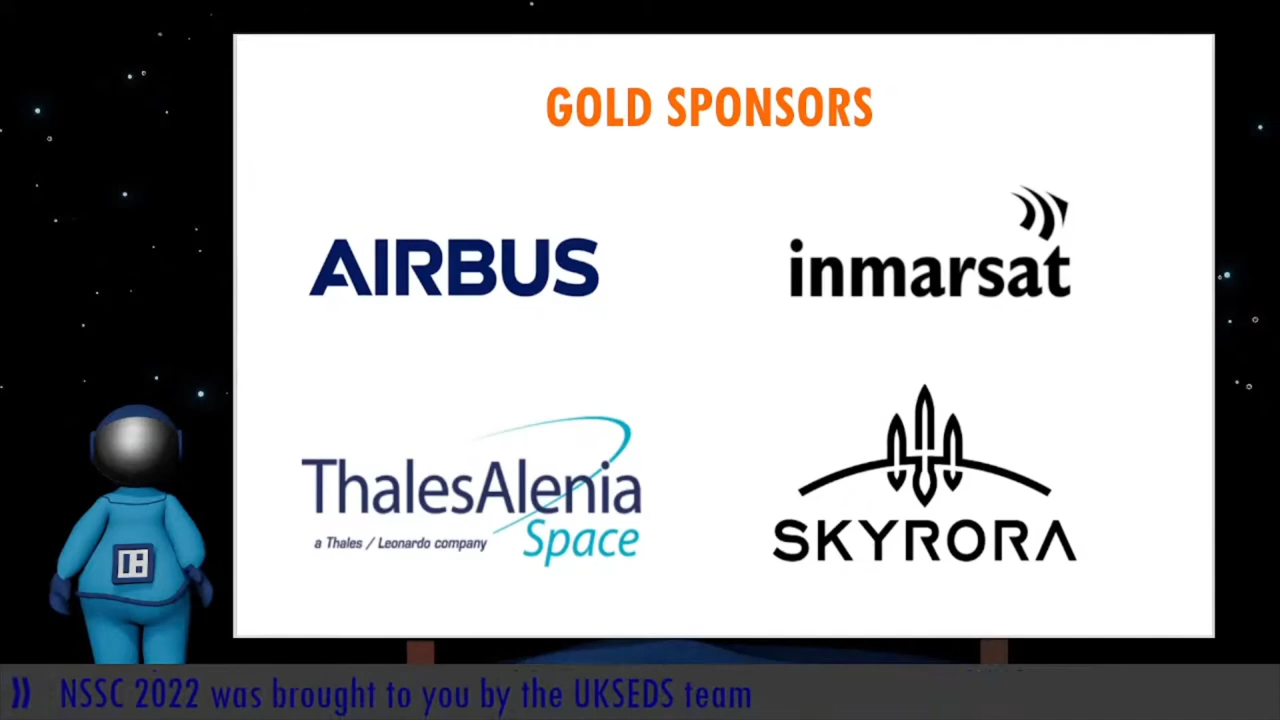 GOLD SPONSORS
AIRBUS
inmarsat
ThalesAlenia
Space
a Thales / Leonardo company
SKYRORA
NSSC 2022 was brought to you by the UKSEDS team